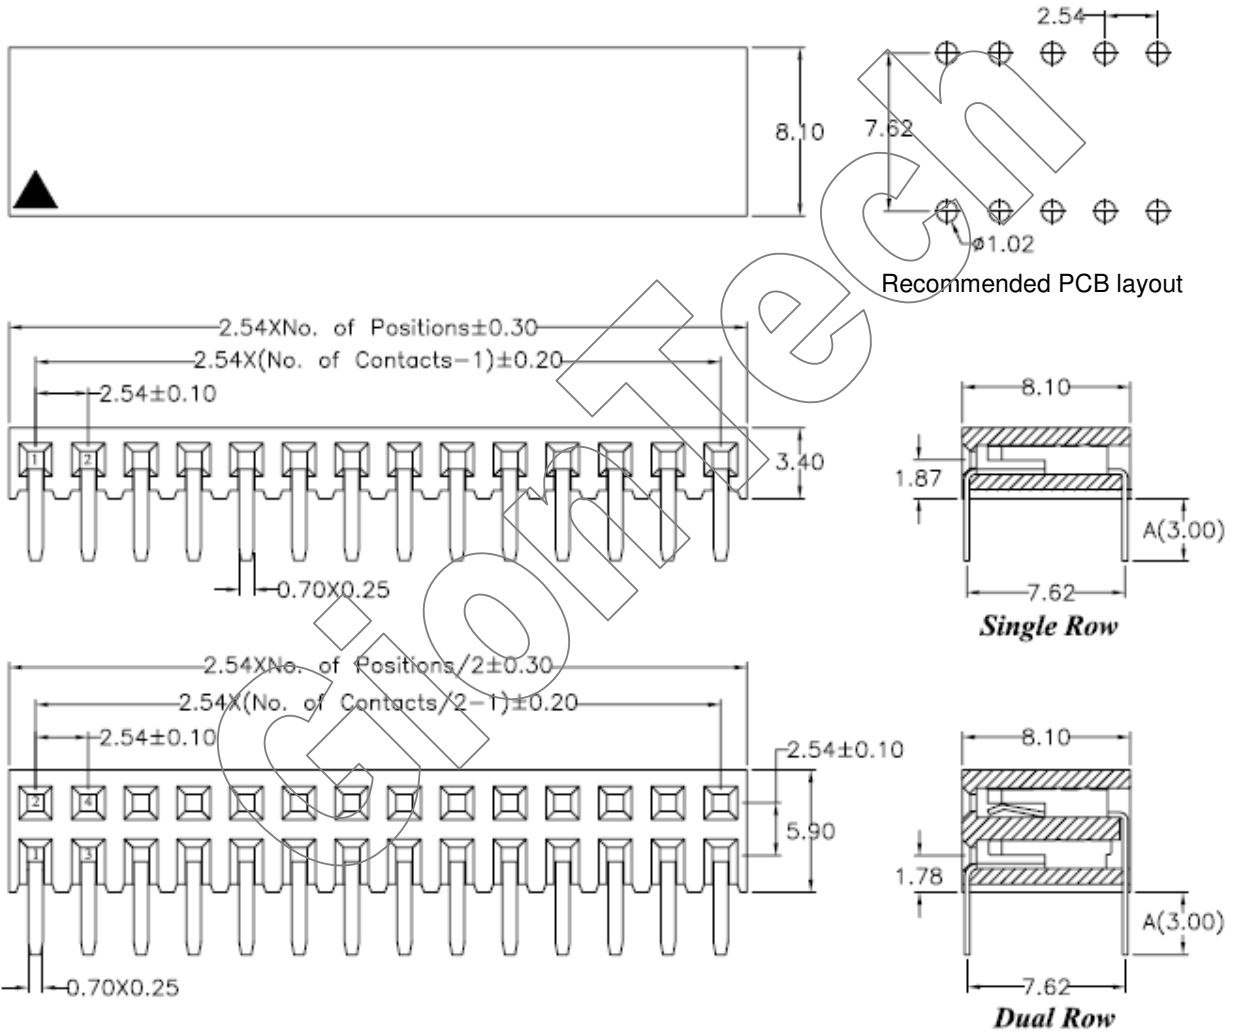 2.54
8.10
7.62
ø1.02
Recommended PCB layout
2.54XNo. of Positions±0.30
2.54X(No. of Contacts-1)±0.20
2.54±0.10
1 2
3.40
0.70X0.25
8.10
1.87
A(3.00)
7.62
Single Row
2.54XNo. of Positions/2±0.30
2.54X(No. of Contacts/2-1)±0.20
2.54±0.10
2.54±0.10
2 4
1 3
5.90
0.70X0.25
8.10
1.78
A(3.00)
7.62
Dual Row
GionTech